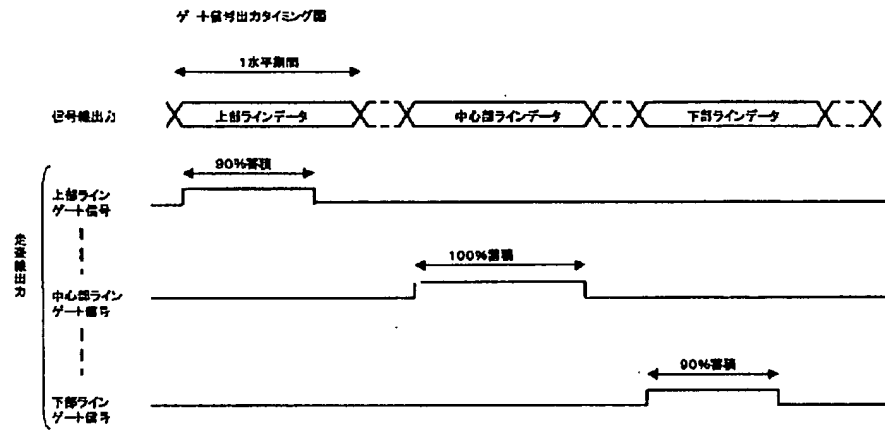 ゲート信号出力タイミング図
1水平期間
信号線出力
上部ラインデータ
中心部ラインデータ
下部ラインデータ
90%蓄積
上部ライン
ゲート信号
走査線出力
100%蓄積
中心部ライン
ゲート信号
90%蓄積
下部ライン
ゲート信号